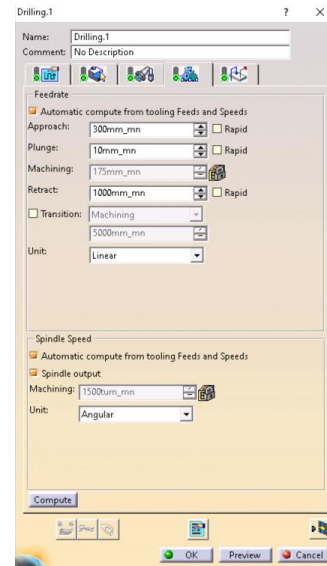 Drilling.1 ? X
Name: Drilling.1
Comment: No Description
Feedrate
Automatic compute from tooling Feeds and Speeds
Approach: 300mm_mn Rapid
Plunge: 10mm_mn Rapid
Machining: 175mm_mn
Retract: 1000mm_mn Rapid
Transition: Machining
5000mm_mn
Unit: Linear
Spindle Speed
Automatic compute from tooling Feeds and Speeds
Spindle output
Machining: 1500turn_mn
Unit: Angular
Compute
OK Preview Cancel